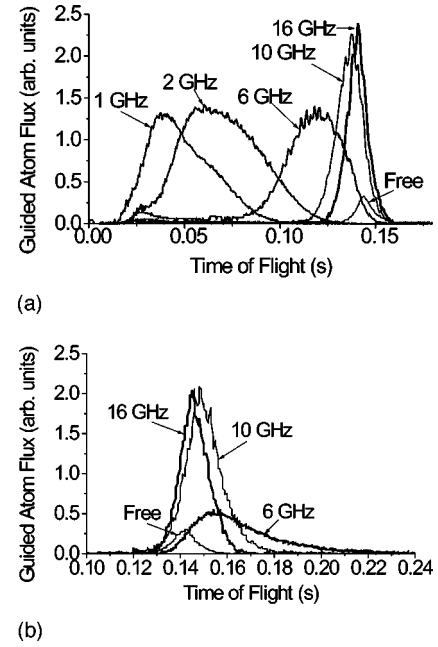 16 GHz
10 GHz
2 GHz
6 GHz
1 GHz
Free
Guided Atom Flux (arb. units)
2.5
2.0
1.5
1.0
0.5
0.0
0.00 0.05 0.10 0.15
Time of Flight (s)
(a)
Guided Atom Flux (arb. units)
2.5
2.0
1.5
1.0
0.5
0.0
16 GHz
10 GHz
Free
6 GHz
0.10 0.12 0.14 0.16 0.18 0.20 0.22 0.24
Time of Flight (s)
(b)